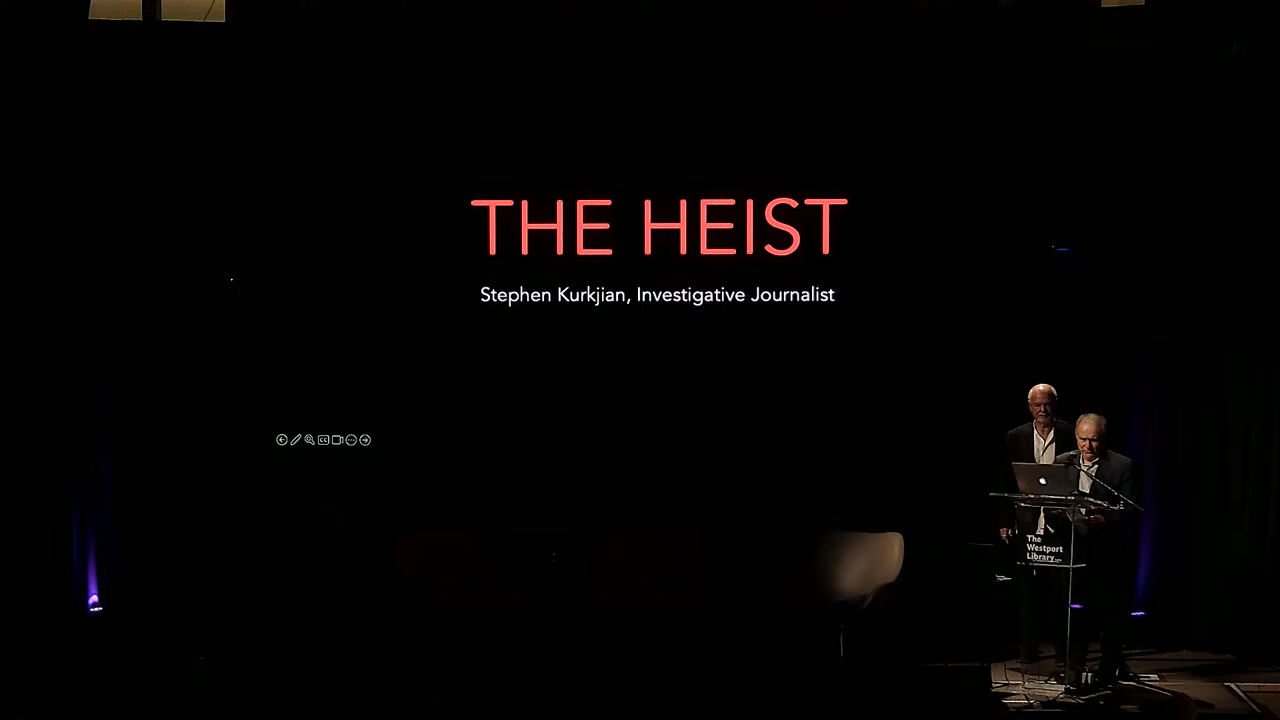 THE HEIST
Stephen Kurkjian, Investigative Journalist
The
Westport
Library